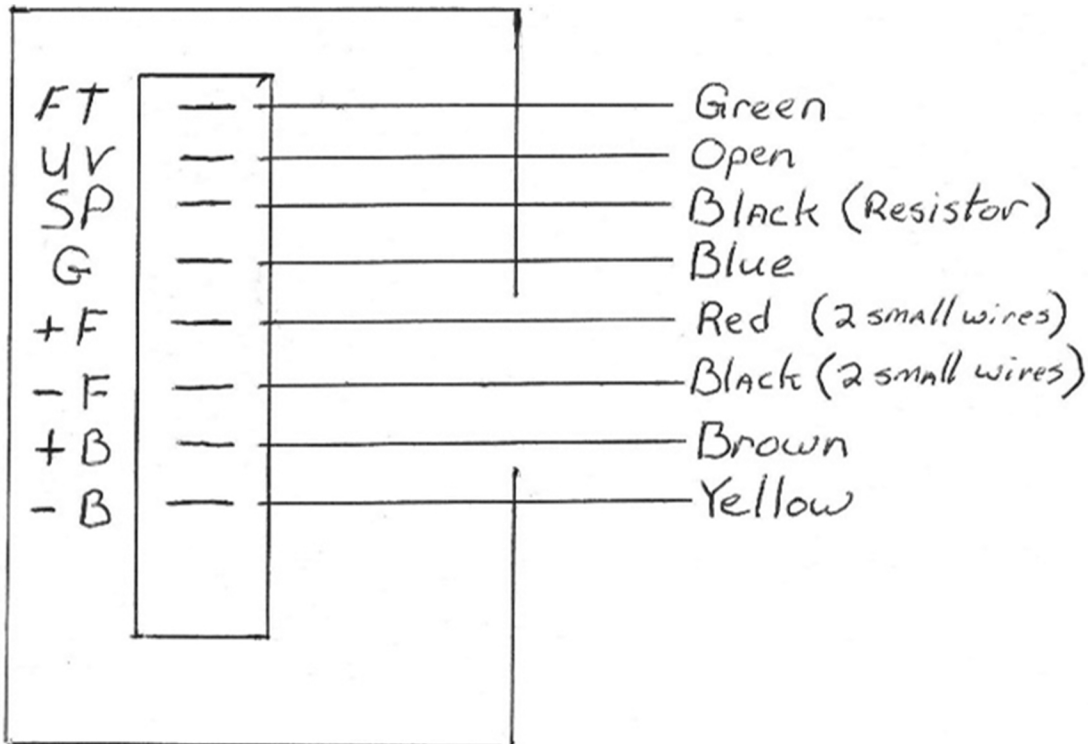 FT Green
UV Open
SP Black (Resistor)
G Blue
+F Red (2 small wires)
-F Black (2 small wires)
+B Brown
-B Yellow